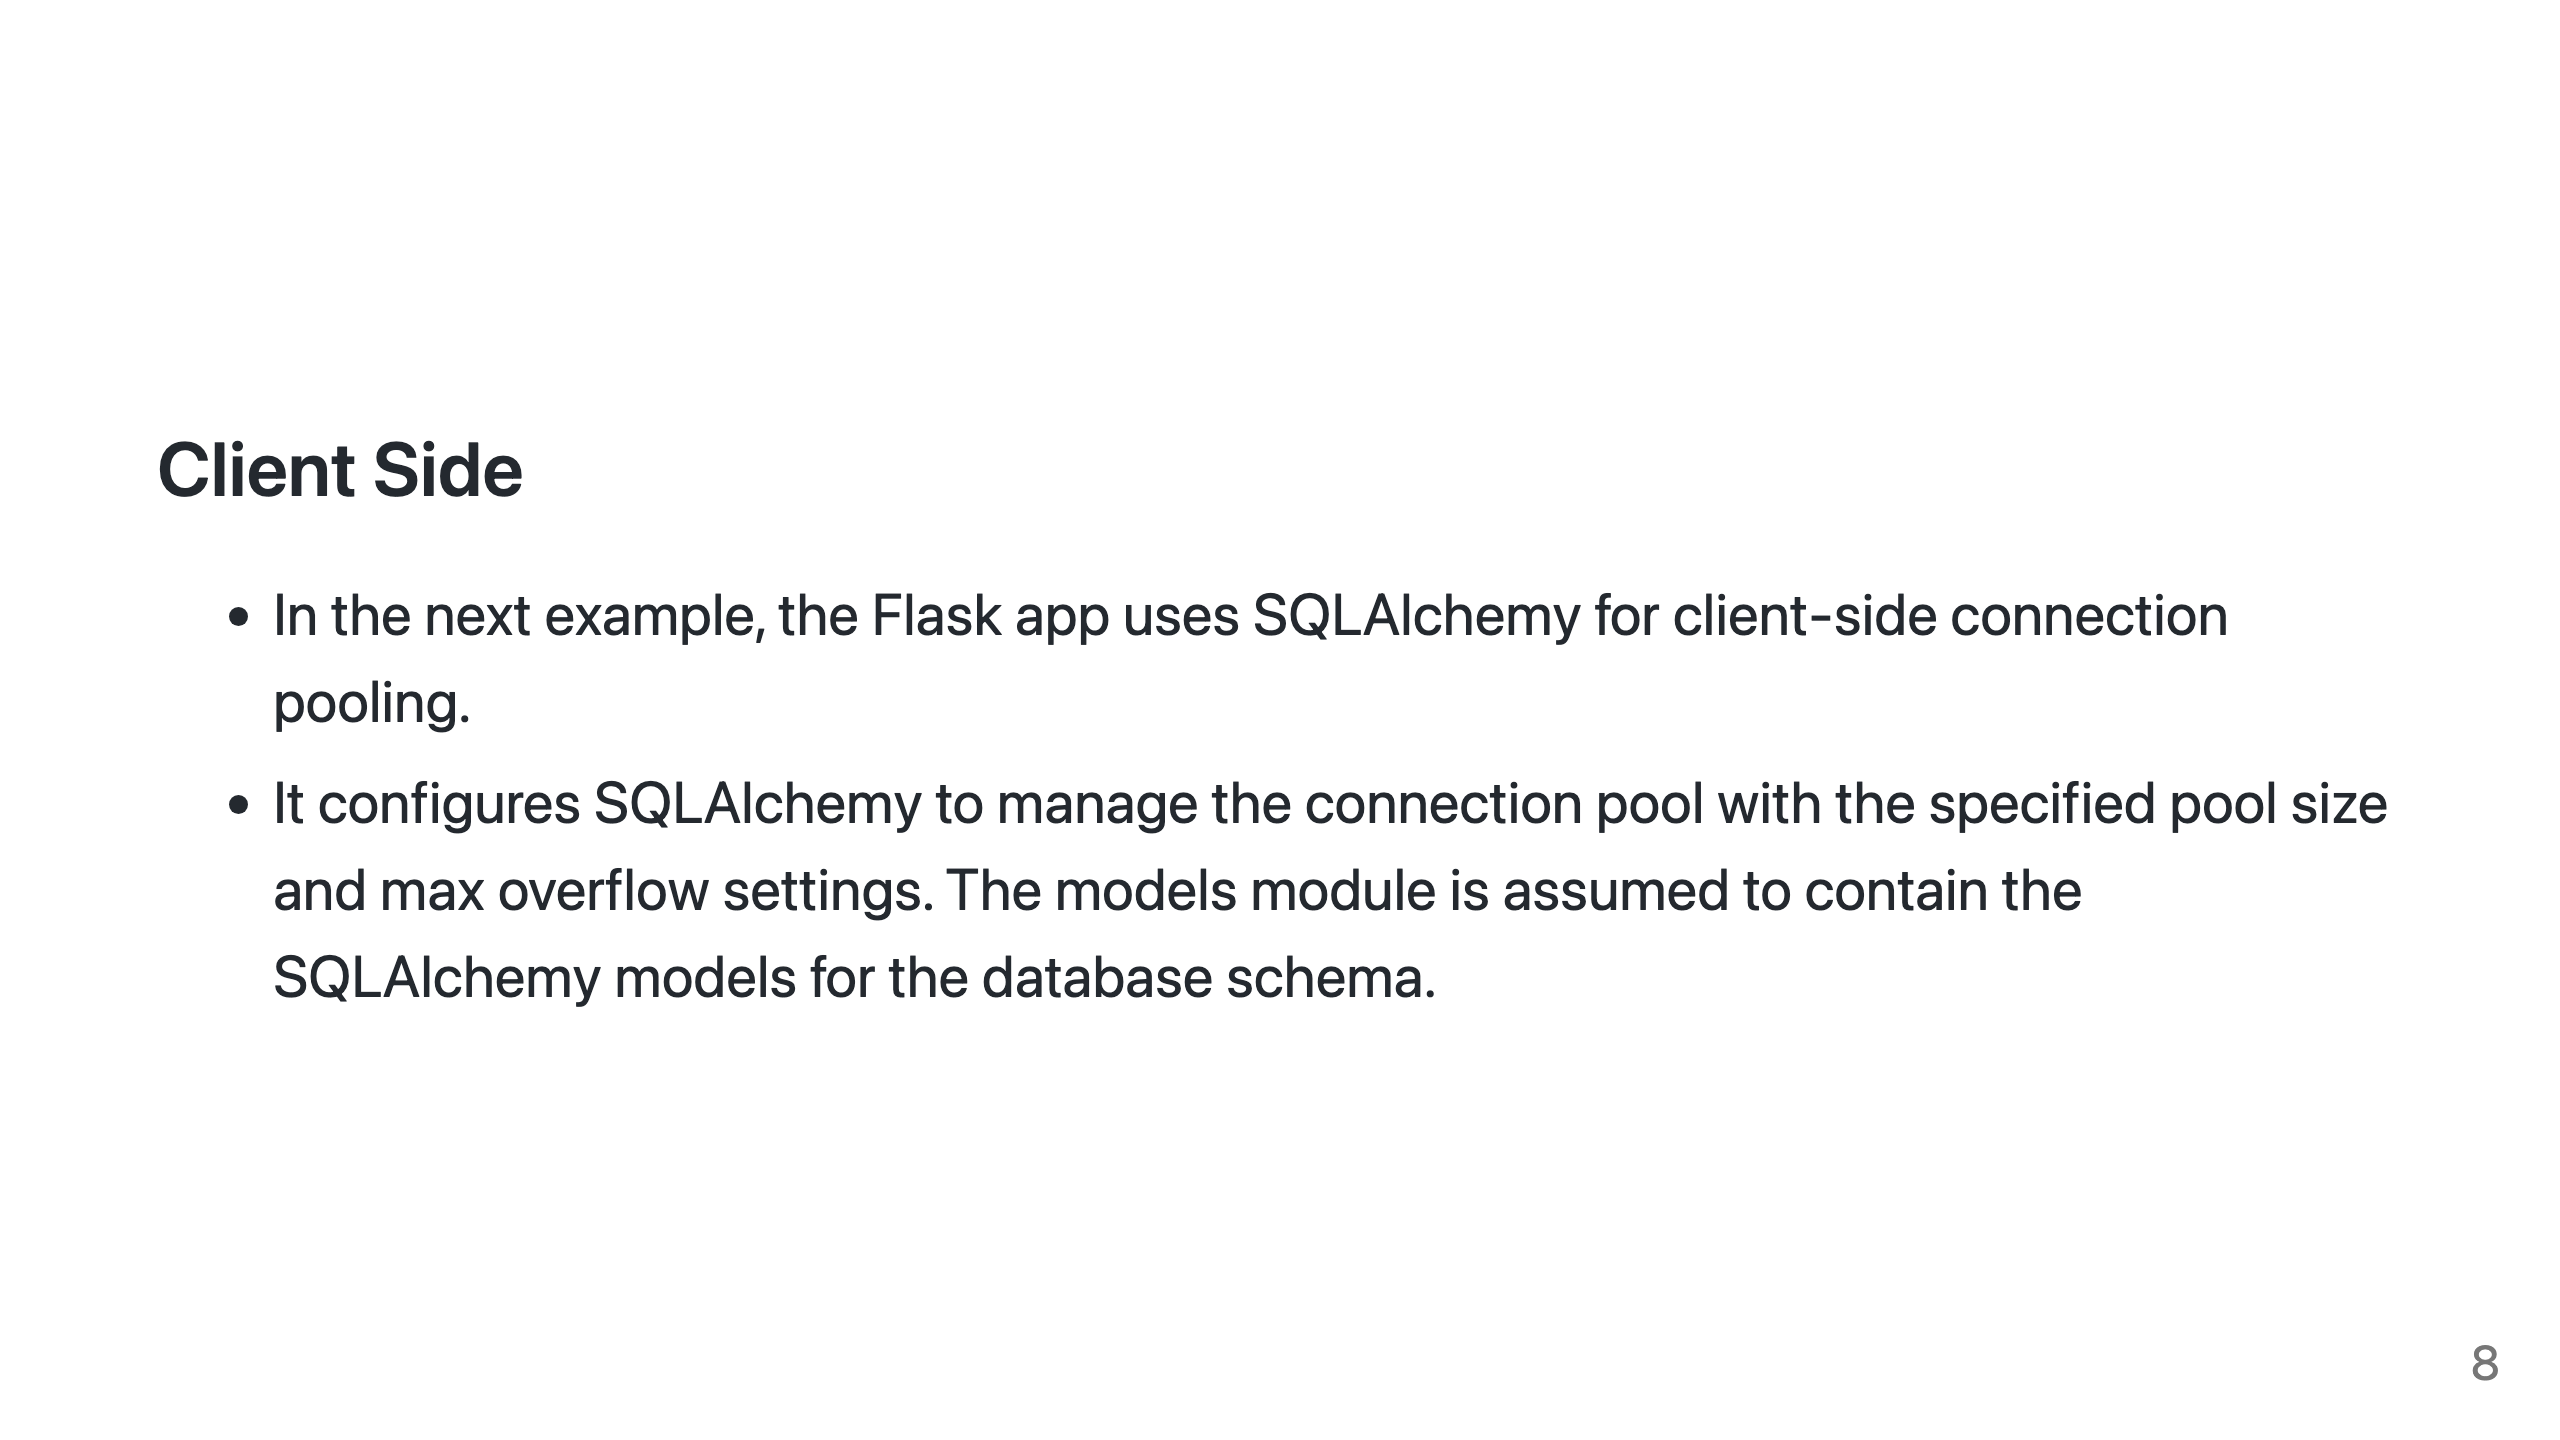 Client Side
• In the next example, the Flask app uses SQLAlchemy for client-side connection
pooling.
• It configures SQLAlchemy to manage the connection pool with the specified pool size
and max overflow settings. The models module is assumed to contain the
SQLAlchemy models for the database schema.
8